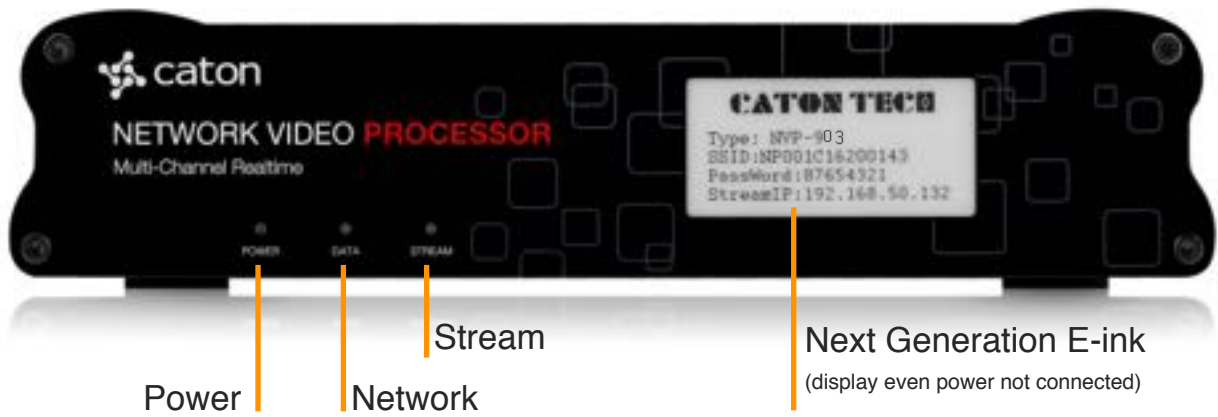 caton
NETWORK VIDEO PROCESSOR
Multi-Channel Realtime
CATON TECH
Type: NVP-903
SSID:NP001C16200143
PassWord:87654321
StreamIP:192.168.50.132
POWER
DATA
STREAM
Stream
Next Generation E-ink
(display even power not connected)
Power
Network